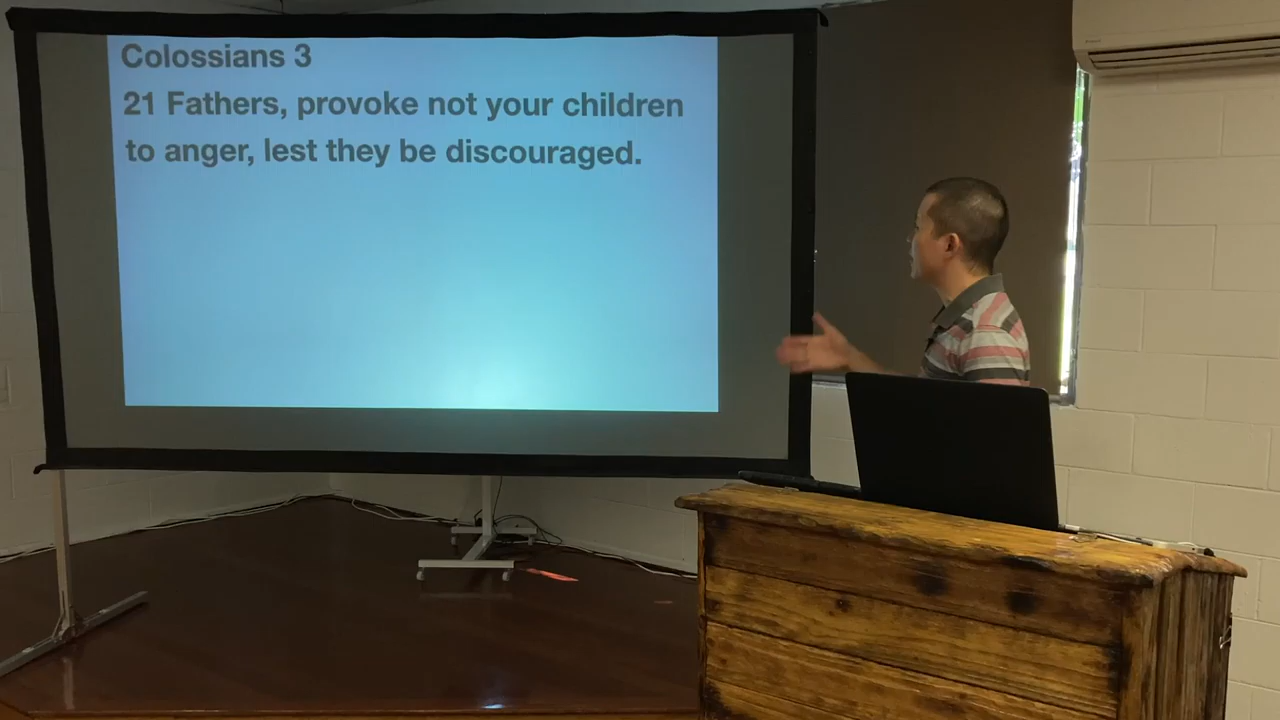 Colossians 3
21 Fathers, provoke not your children
to anger, lest they be discouraged.